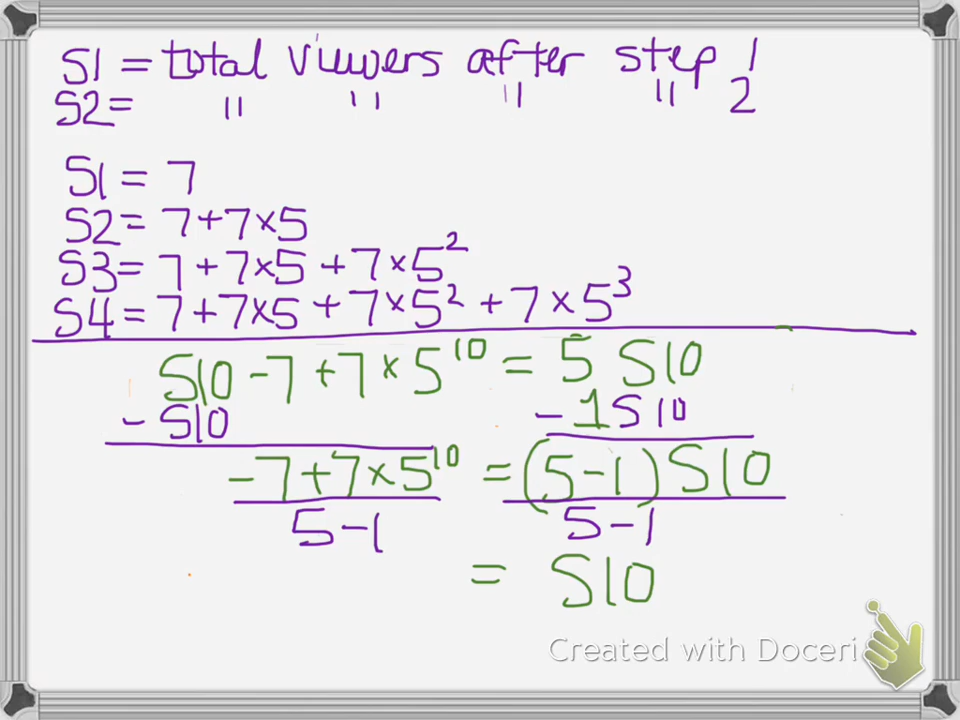 S1 = total viewers after step 1
S2= " " " " 2
S1 = 7
S2= 7+7×5
S3= 7+7×5+7×5²
S4= 7+7×5+7×5²+7×5³
S10-7+7×5¹⁰ = 5 S10
- S10 - 1S10
-7+7×5¹⁰ = (5-1) S10
5-1 5-1
= S10
Created with Doceri